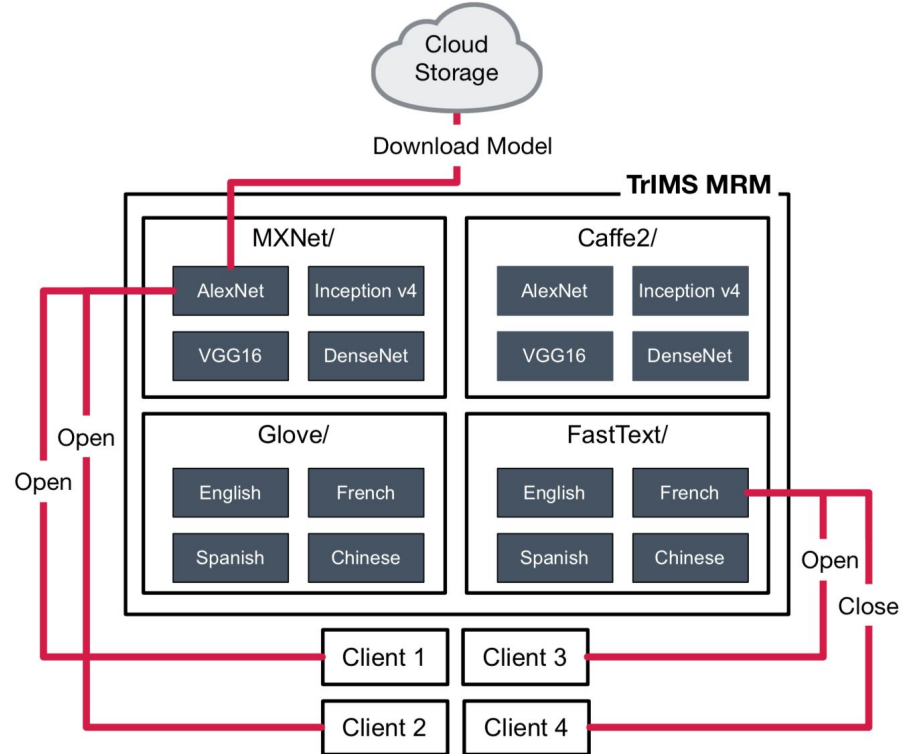 Cloud
Storage
Download Model
TrIMS MRM
MXNet/
AlexNet
Inception v4
VGG16
DenseNet
Caffe2/
AlexNet
Inception v4
VGG16
DenseNet
Glove/
English
French
Spanish
Chinese
FastText/
English
French
Spanish
Chinese
Open
Open
Open
Close
Client 1
Client 3
Client 2
Client 4